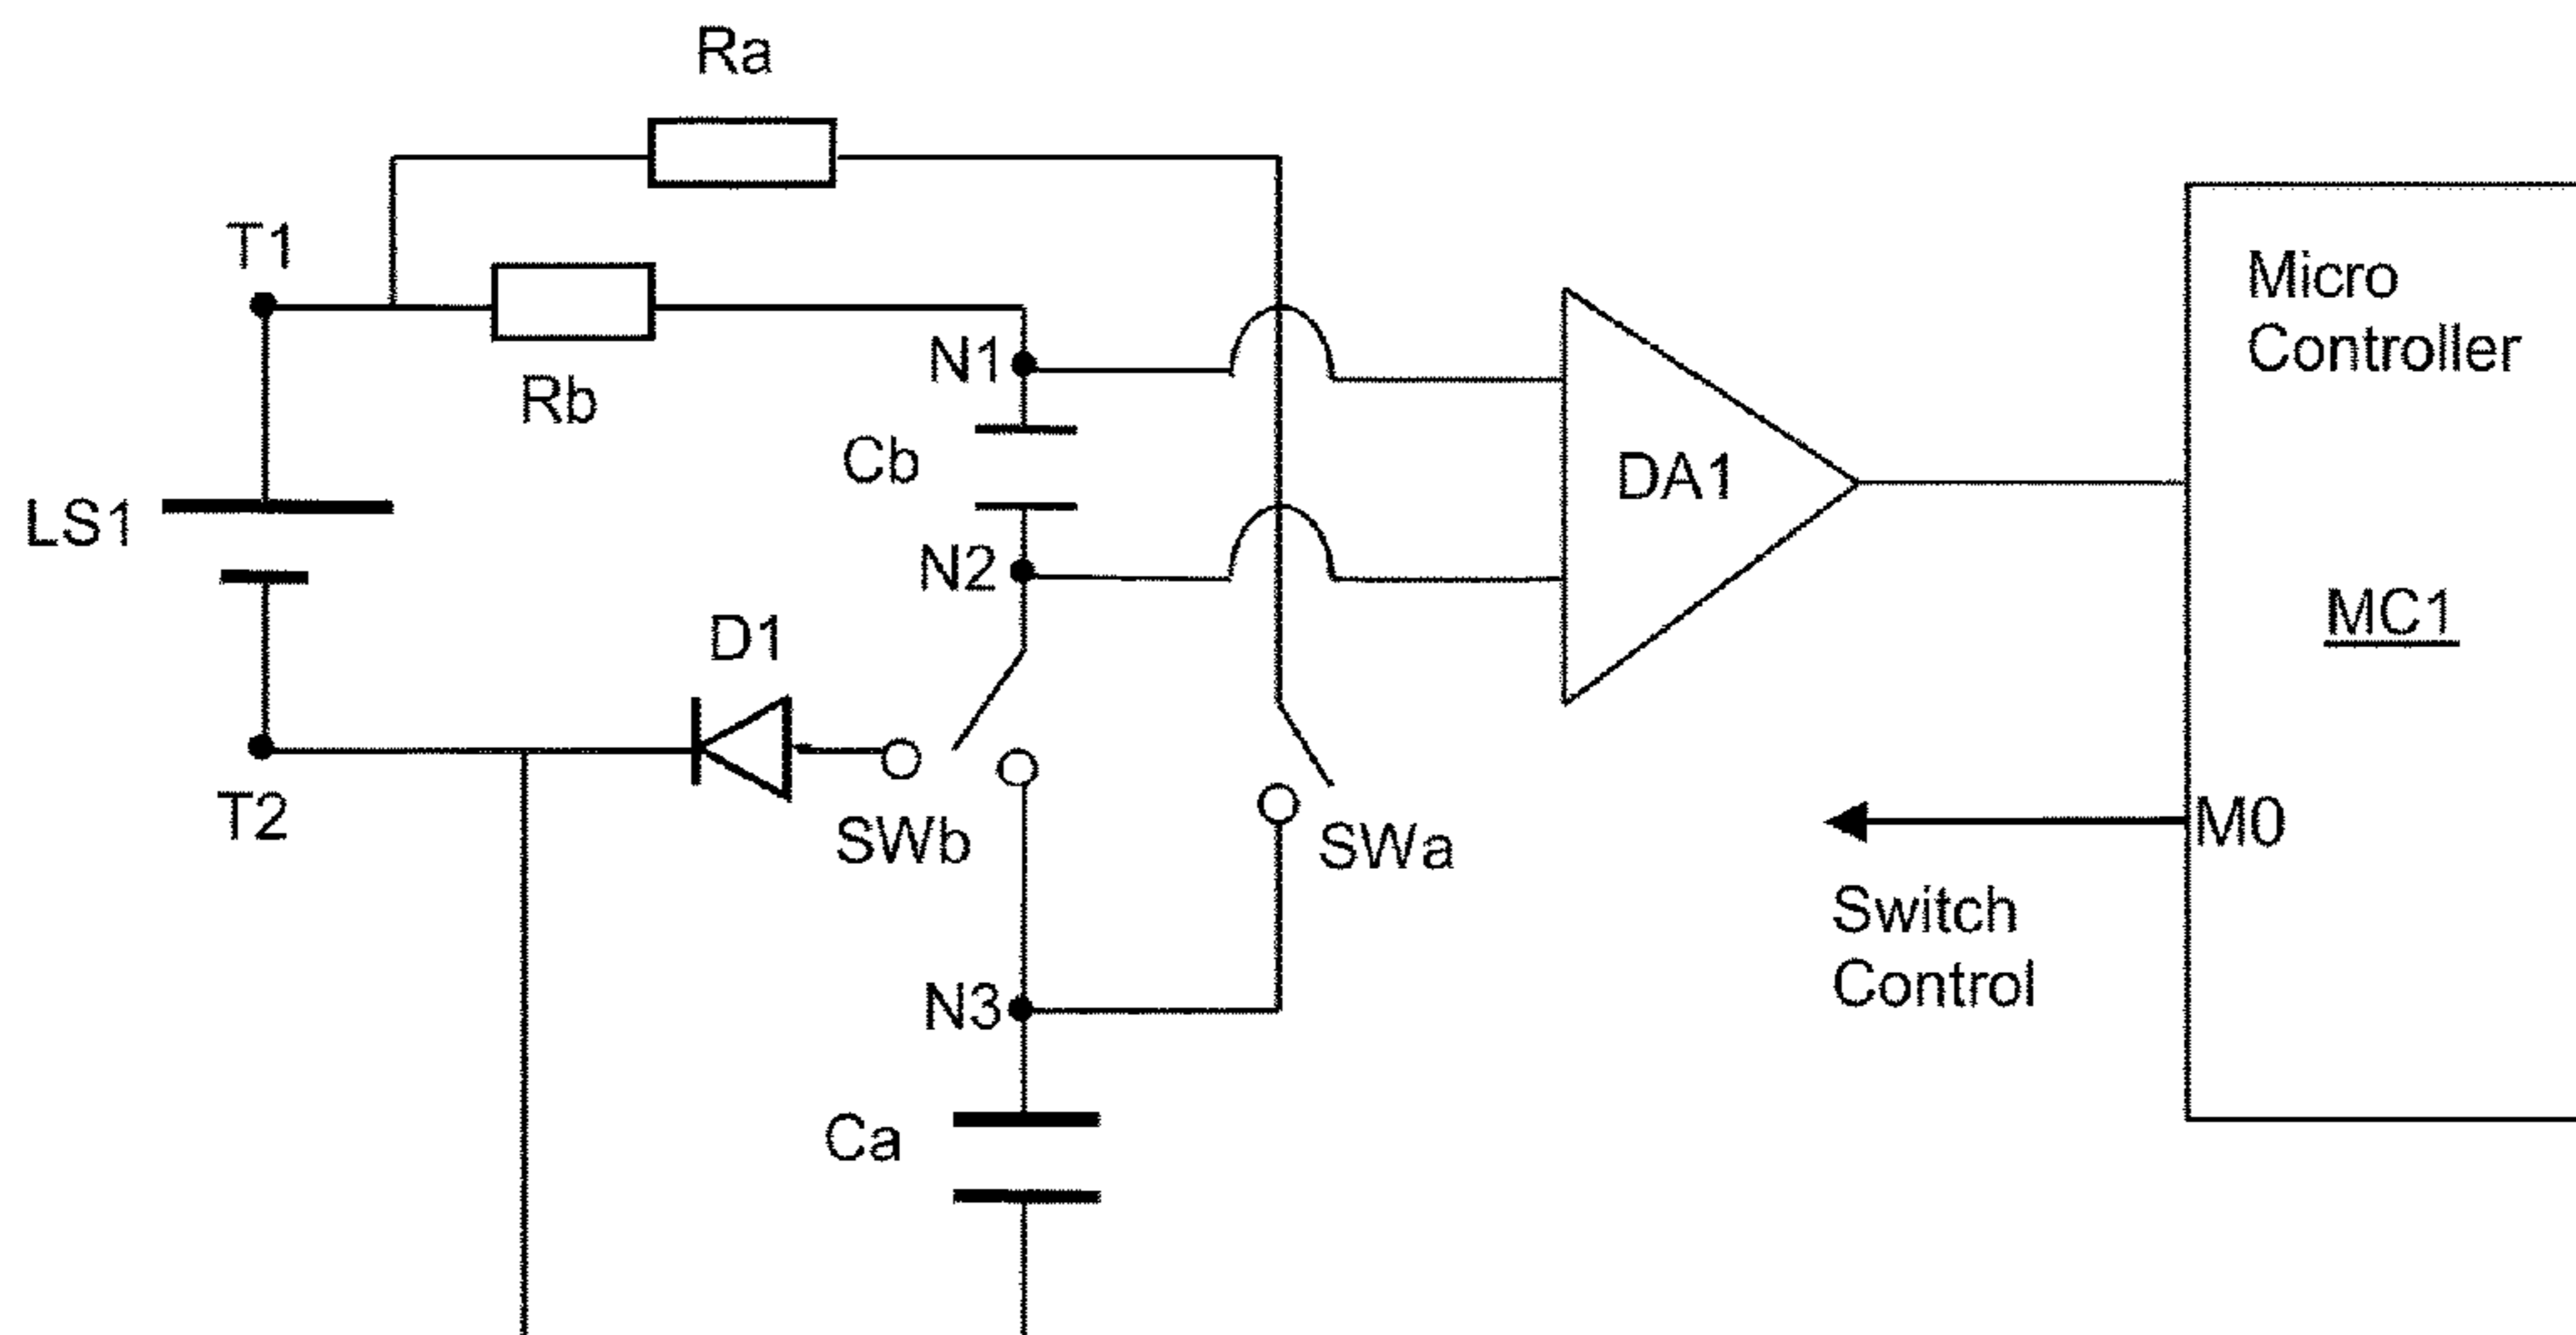 Ra
T1
Rb
N1
Cb
LS1
N2
D1
T2
SWb
SWa
N3
Ca
DA1
Micro
Controller
MC1
M0
Switch
Control